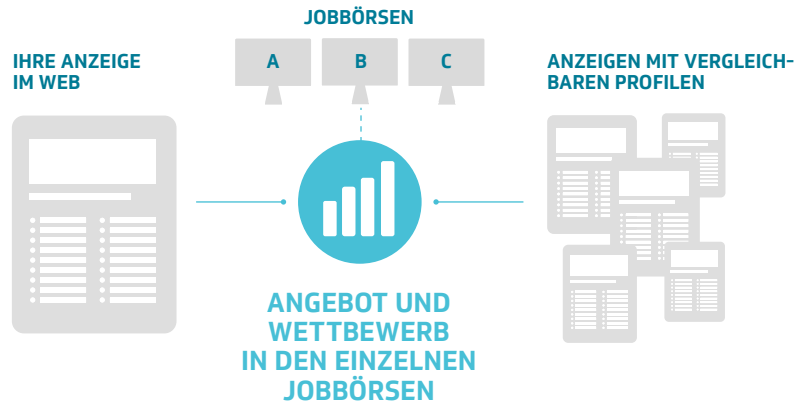 JOBBÖRSEN
IHRE ANZEIGE
IM WEB
A
B
C
ANZEIGEN MIT VERGLEICH-
BAREN PROFILEN
ANGEBOT UND
WETTBEWERB
IN DEN EINZELNEN
JOBBÖRSEN